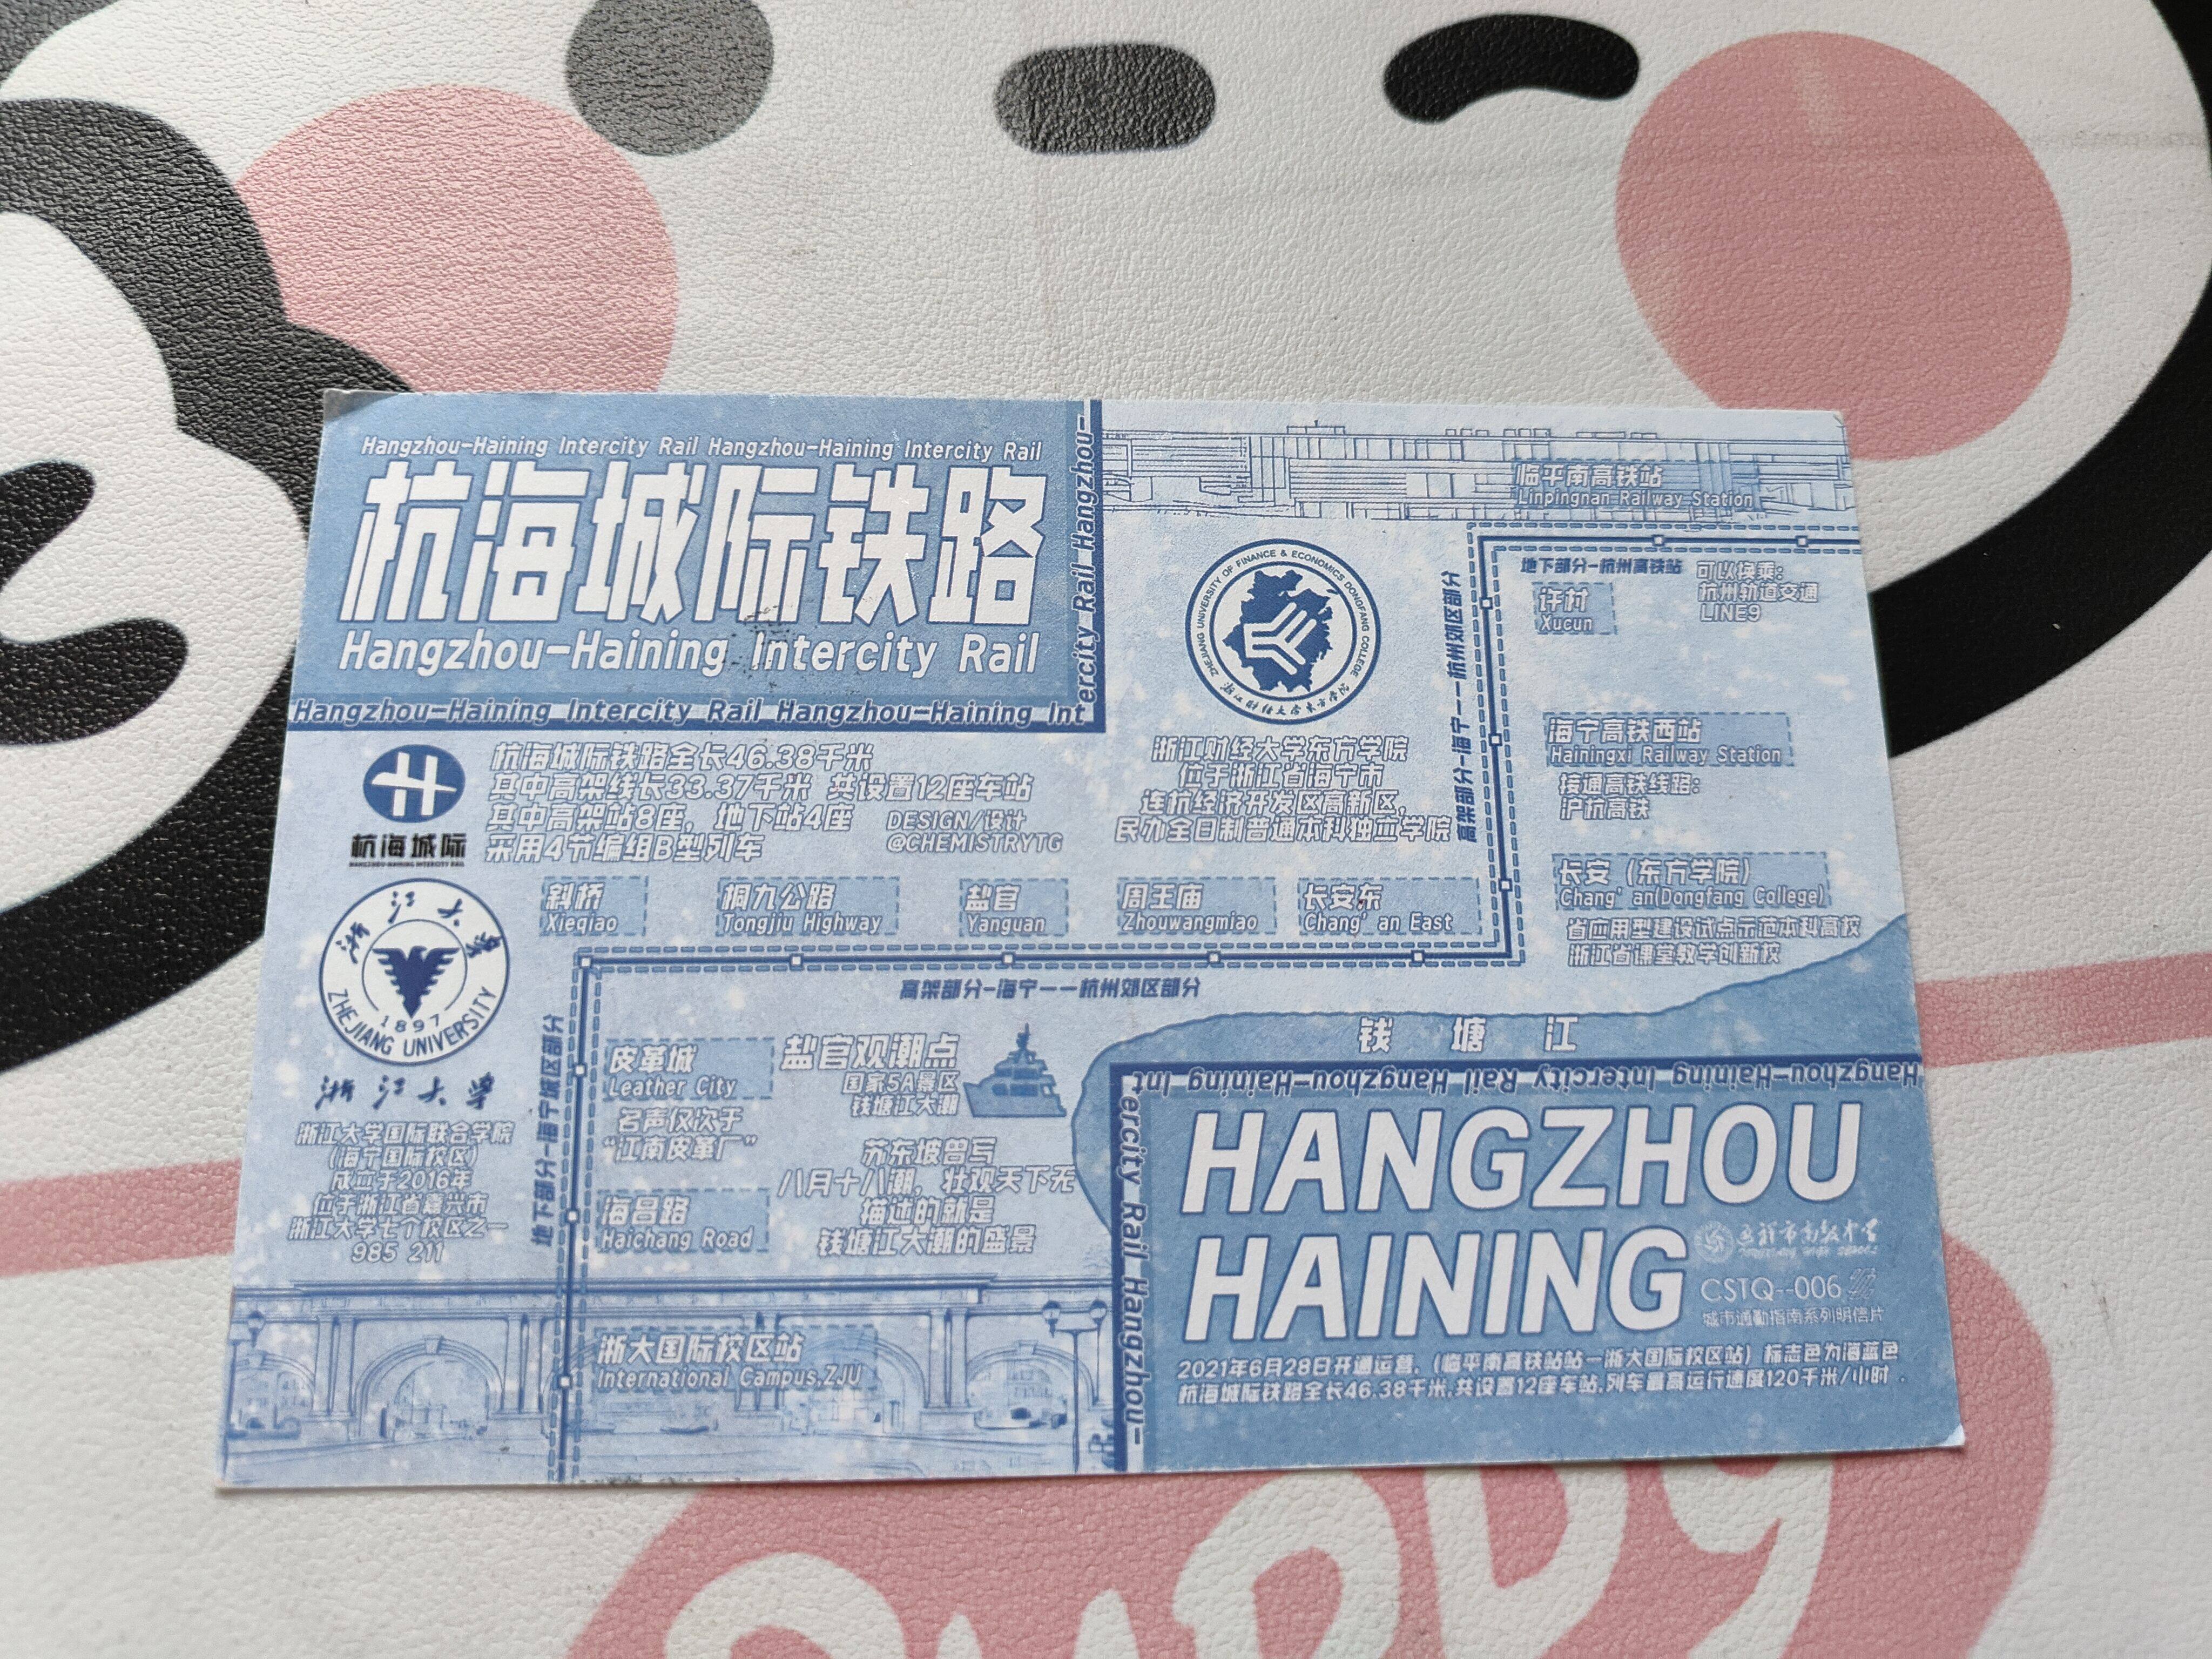 Hangzhou-Haining Intercity Rail Hangzhou-Haining Intercity Rail
杭海城际铁路
Hangzhou-Haining Intercity Rail
Hangzhou-Haining Intercity Rail Hangzhou-Haining Int
ercity Rail Hangzhou-
杭海城际
杭海城际铁路全长46.38千米
其中高架线长33.37千米 共设置12座车站
其中高架站8座，地下站4座
采用4节编组B型列车
DESIGN/设计
@CHEMISTRYTG
临平南高铁站
Linpingnan Railway Station
地下部分-杭州高铁站
可以换乘:
杭州轨道交通
LINE9
许村
Xucun
ZHEJIANG UNIVERSITY OF FINANCE & ECONOMICS DONGFANG COLLEGE
浙江财经大学东方学院
浙江财经大学东方学院
位于浙江省海宁市
连杭经济开发区高新区,
民办全日制普通本科独立学院
高架部分-海宁——杭州郊区部分
海宁高铁西站
Hainingxi Railway Station
接通高铁线路:
沪杭高铁
长安（东方学院）
Chang' an(Dongfang College)
省应用型建设试点示范本科高校
浙江省课堂教学创新校
斜桥
Xieqiao
桐九公路
Tongjiu Highway
盐官
Yanguan
周王庙
Zhouwangmiao
长安东
Chang' an East
高架部分-海宁——杭州郊区部分
浙江大学
1897
ZHEJIANG UNIVERSITY
浙江大学
浙江大学国际联合学院
(海宁国际校区)
成立于2016年
位于浙江省嘉兴市
浙江大学七个校区之一
985 211
地下部分-海宁城区部分
皮革城
Leather City
名声仅次于
“江南皮革厂”
海昌路
Haichang Road
盐官观潮点
国家5A景区
钱塘江大潮
苏东坡曾写
八月十八潮，壮观天下无
描述的就是
钱塘江大潮的盛景
浙大国际校区站
International Campus,ZJU
钱塘江
Hangzhou-Haining Intercity Rail Hangzhou-Haining Int
ercity Rail Hangzhou-
HANGZHOU
HAINING
CSTQ--006
城市通勤指南系列明信片
2021年6月28日开通运营，(临平南高铁站站—浙大国际校区站）标志色为海蓝色
杭海城际铁路全长46.38千米,共设置12座车站,列车最高运行速度120千米/小时.